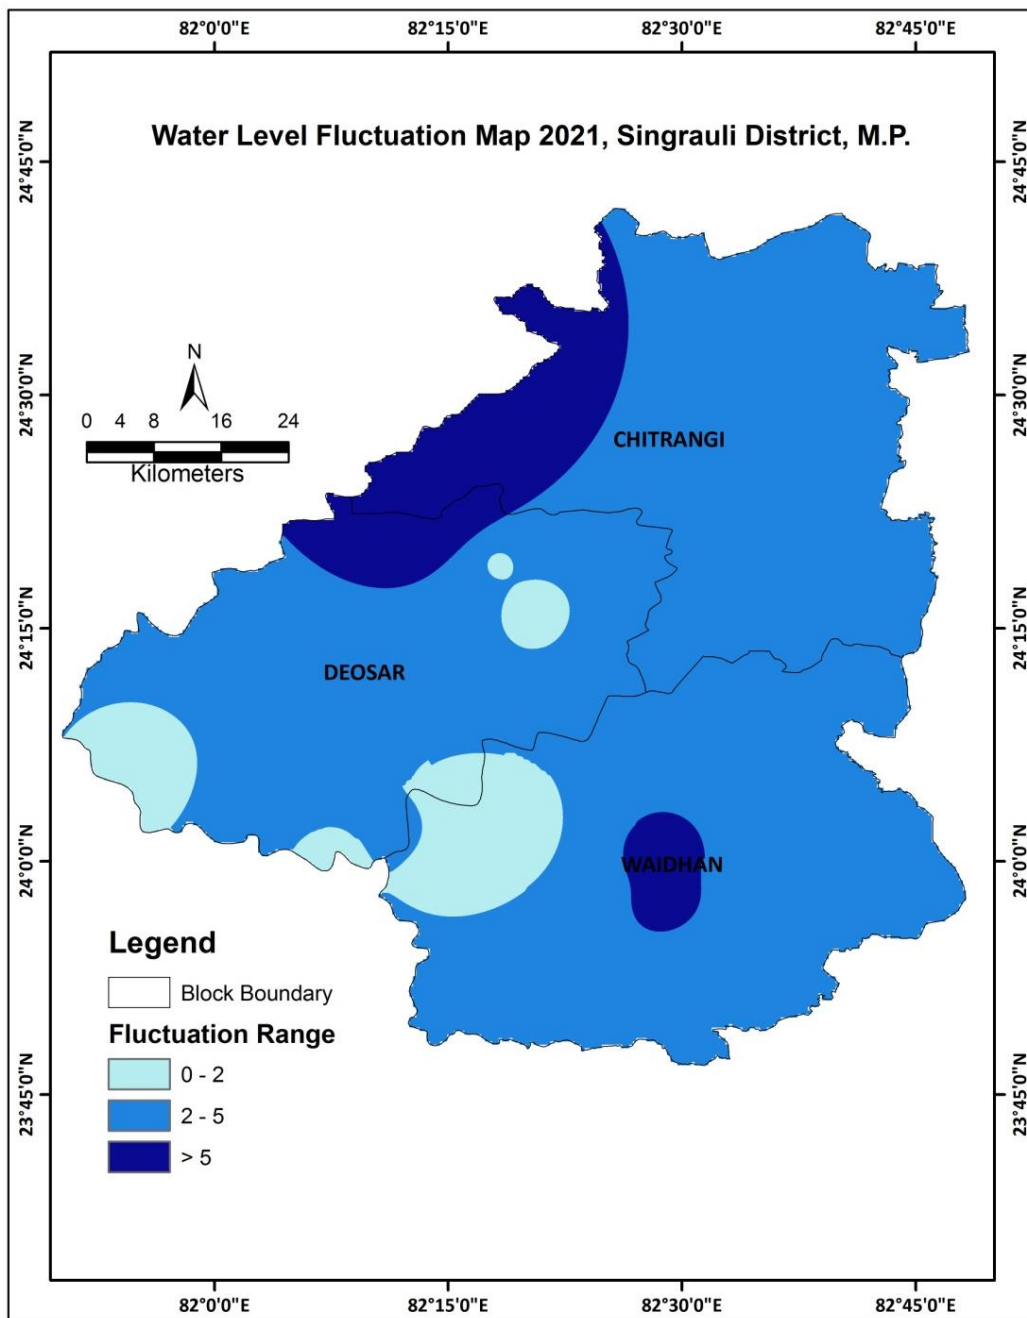 82°0'0"E 82°15'0"E 82°30'0"E 82°45'0"E
Water Level Fluctuation Map 2021, Singrauli District, M.P.
24°45'0"N 24°45'0"N
24°30'0"N 24°30'0"N
N
0 4 8 16 24
Kilometers
CHITRANGI
24°15'0"N 24°15'0"N
DEOSAR
24°0'0"N 24°0'0"N
WAIDHAN
Legend
Block Boundary
Fluctuation Range
0 - 2
2 - 5
> 5
23°45'0"N 23°45'0"N
82°0'0"E 82°15'0"E 82°30'0"E 82°45'0"E